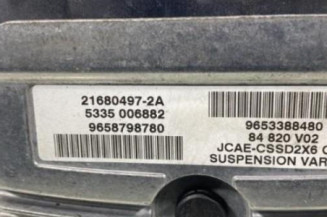 21680497-2A
5335 006882
9658798780
9653388480
84 820 V02
JCAE-CSSD2X6
SUSPENSION VAR